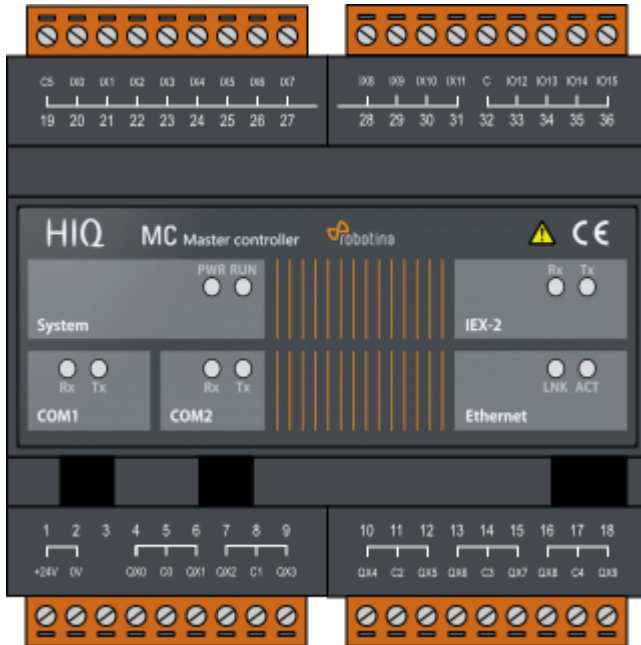 C5 IX0 IX1 IX2 IX3 IX4 IX5 IX6 IX7
19 20 21 22 23 24 25 26 27
IX8 IX9 IX10 IX11 C IO12 IO13 IO14 IO15
28 29 30 31 32 33 34 35 36
HIQ MC Master controller robotina CE
PWR RUN
System
Rx Tx
IEX-2
Rx Tx
COM1
Rx Tx
COM2
LNK ACT
Ethernet
1 2 3 4 5 6 7 8 9
+24V 0V QX0 C0 QX1 QX2 C1 QX3
10 11 12 13 14 15 16 17 18
QX4 C2 QX5 QX6 C3 QX7 QX8 C4 QX9